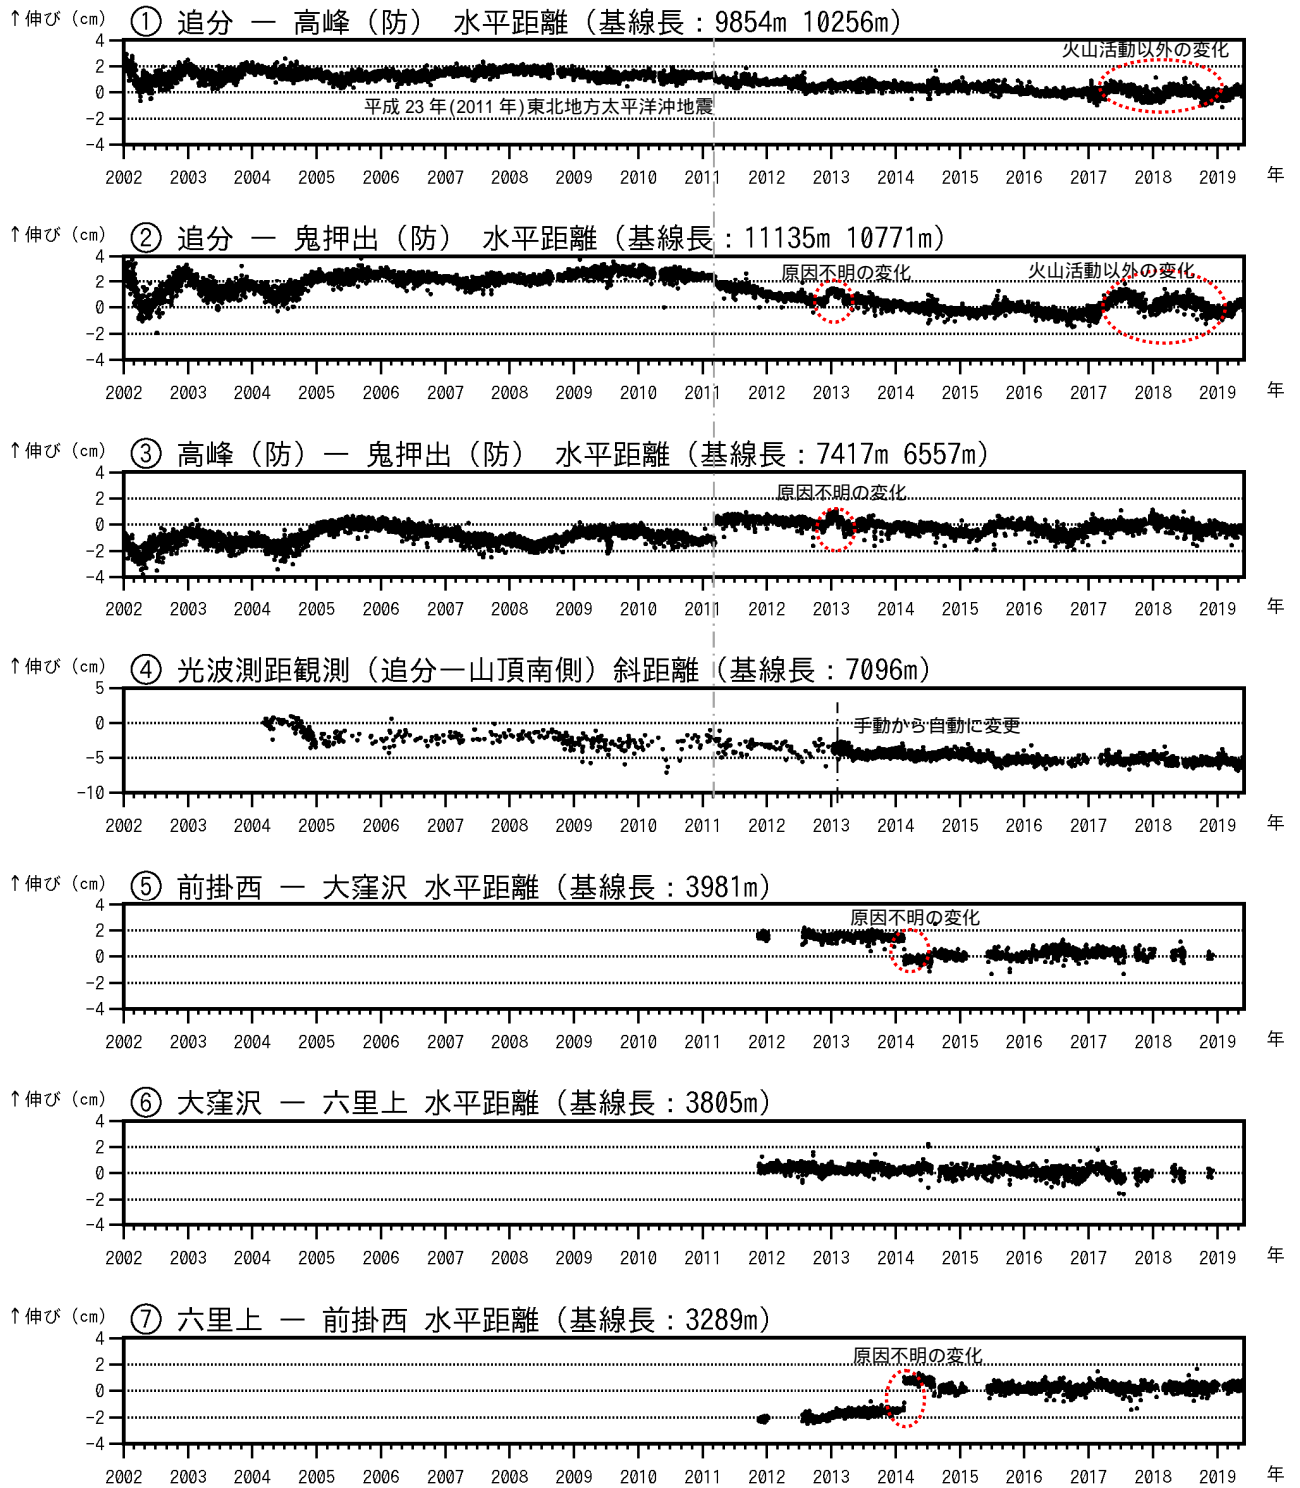 ↑伸び (cm) ① 追分 ― 高峰（防） 水平距離（基線長：9854m 10256m）
火山活動以外の変化
平成 23 年(2011 年)東北地方太平洋沖地震
4
2
0
-2
-4
2002 2003 2004 2005 2006 2007 2008 2009 2010 2011 2012 2013 2014 2015 2016 2017 2018 2019 年
↑伸び (cm) ② 追分 ― 鬼押出（防） 水平距離（基線長：11135m 10771m）
原因不明の変化 火山活動以外の変化
4
2
0
-2
-4
2002 2003 2004 2005 2006 2007 2008 2009 2010 2011 2012 2013 2014 2015 2016 2017 2018 2019 年
↑伸び (cm) ③ 高峰（防）― 鬼押出（防） 水平距離（基線長：7417m 6557m）
原因不明の変化
4
2
0
-2
-4
2002 2003 2004 2005 2006 2007 2008 2009 2010 2011 2012 2013 2014 2015 2016 2017 2018 2019 年
↑伸び (cm) ④ 光波測距観測（追分―山頂南側）斜距離（基線長：7096m）
手動から自動に変更
5
0
-5
-10
2002 2003 2004 2005 2006 2007 2008 2009 2010 2011 2012 2013 2014 2015 2016 2017 2018 2019 年
↑伸び (cm) ⑤ 前掛西 ― 大窪沢 水平距離（基線長：3981m）
原因不明の変化
4
2
0
-2
-4
2002 2003 2004 2005 2006 2007 2008 2009 2010 2011 2012 2013 2014 2015 2016 2017 2018 2019 年
↑伸び (cm) ⑥ 大窪沢 ― 六里上 水平距離（基線長：3805m）
4
2
0
-2
-4
2002 2003 2004 2005 2006 2007 2008 2009 2010 2011 2012 2013 2014 2015 2016 2017 2018 2019 年
↑伸び (cm) ⑦ 六里上 ― 前掛西 水平距離（基線長：3289m）
原因不明の変化
4
2
0
-2
-4
2002 2003 2004 2005 2006 2007 2008 2009 2010 2011 2012 2013 2014 2015 2016 2017 2018 2019 年